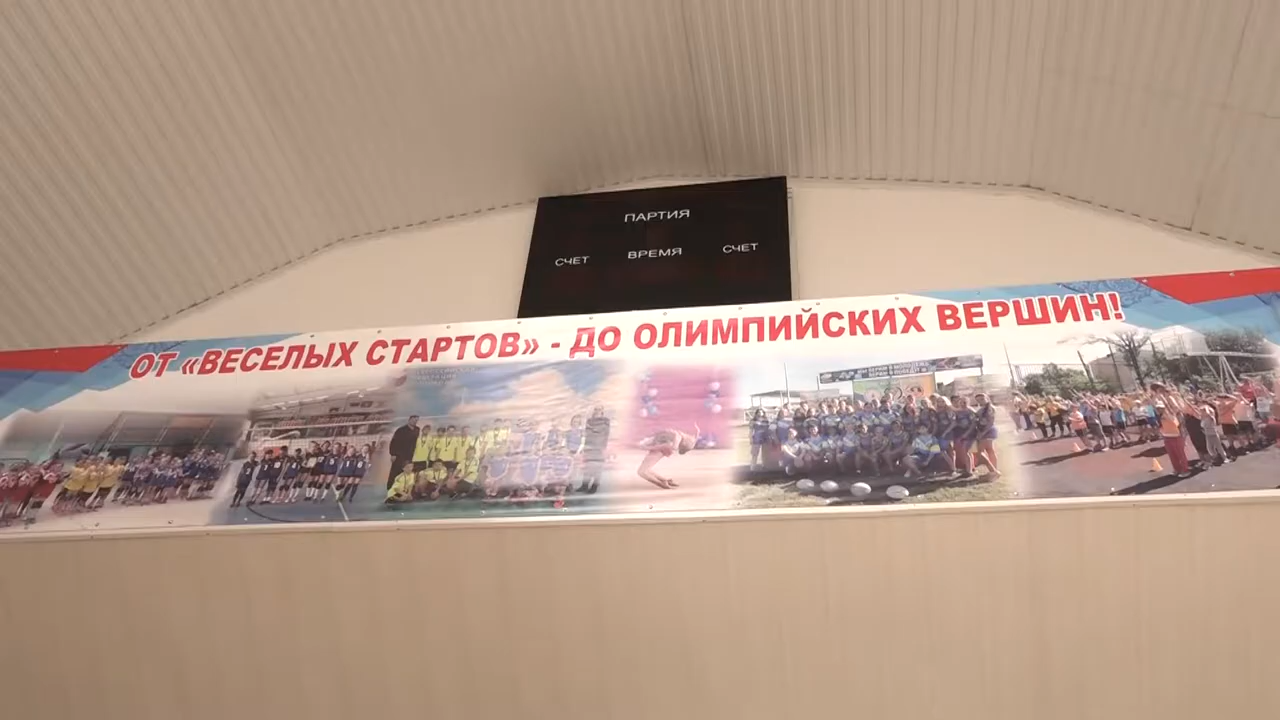 ПАРТИЯ
СЧЕТ ВРЕМЯ СЧЕТ
ОТ «ВЕСЕЛЫХ СТАРТОВ» - ДО ОЛИМПИЙСКИХ ВЕРШИН!